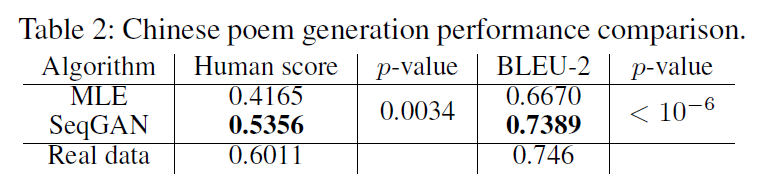 Table 2: Chinese poem generation performance comparison.
Algorithm Human score p-value BLEU-2 p-value
MLE 0.4165 0.0034 0.6670 < 10⁻⁶
SeqGAN 0.5356 0.7389
Real data 0.6011 0.746